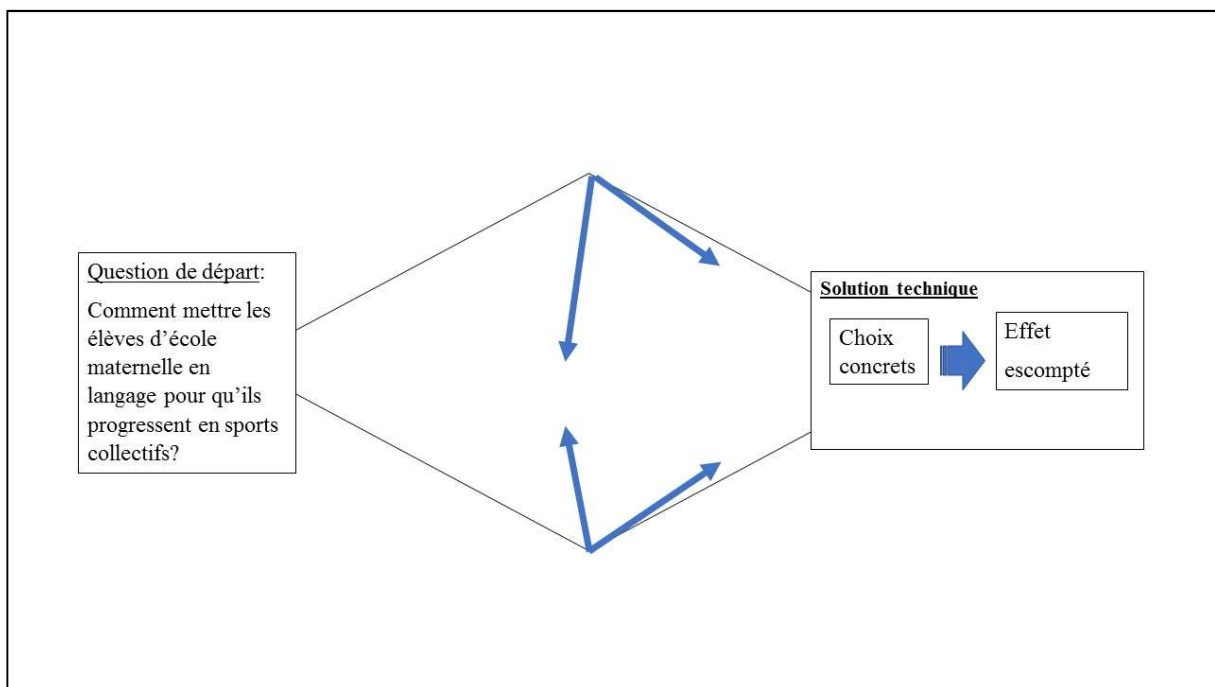 Question de départ:
Comment mettre les
élèves d’école
maternelle en
langage pour qu’ils
progressent en sports
collectifs?
Solution technique
Choix
concrets
Effet
escompté